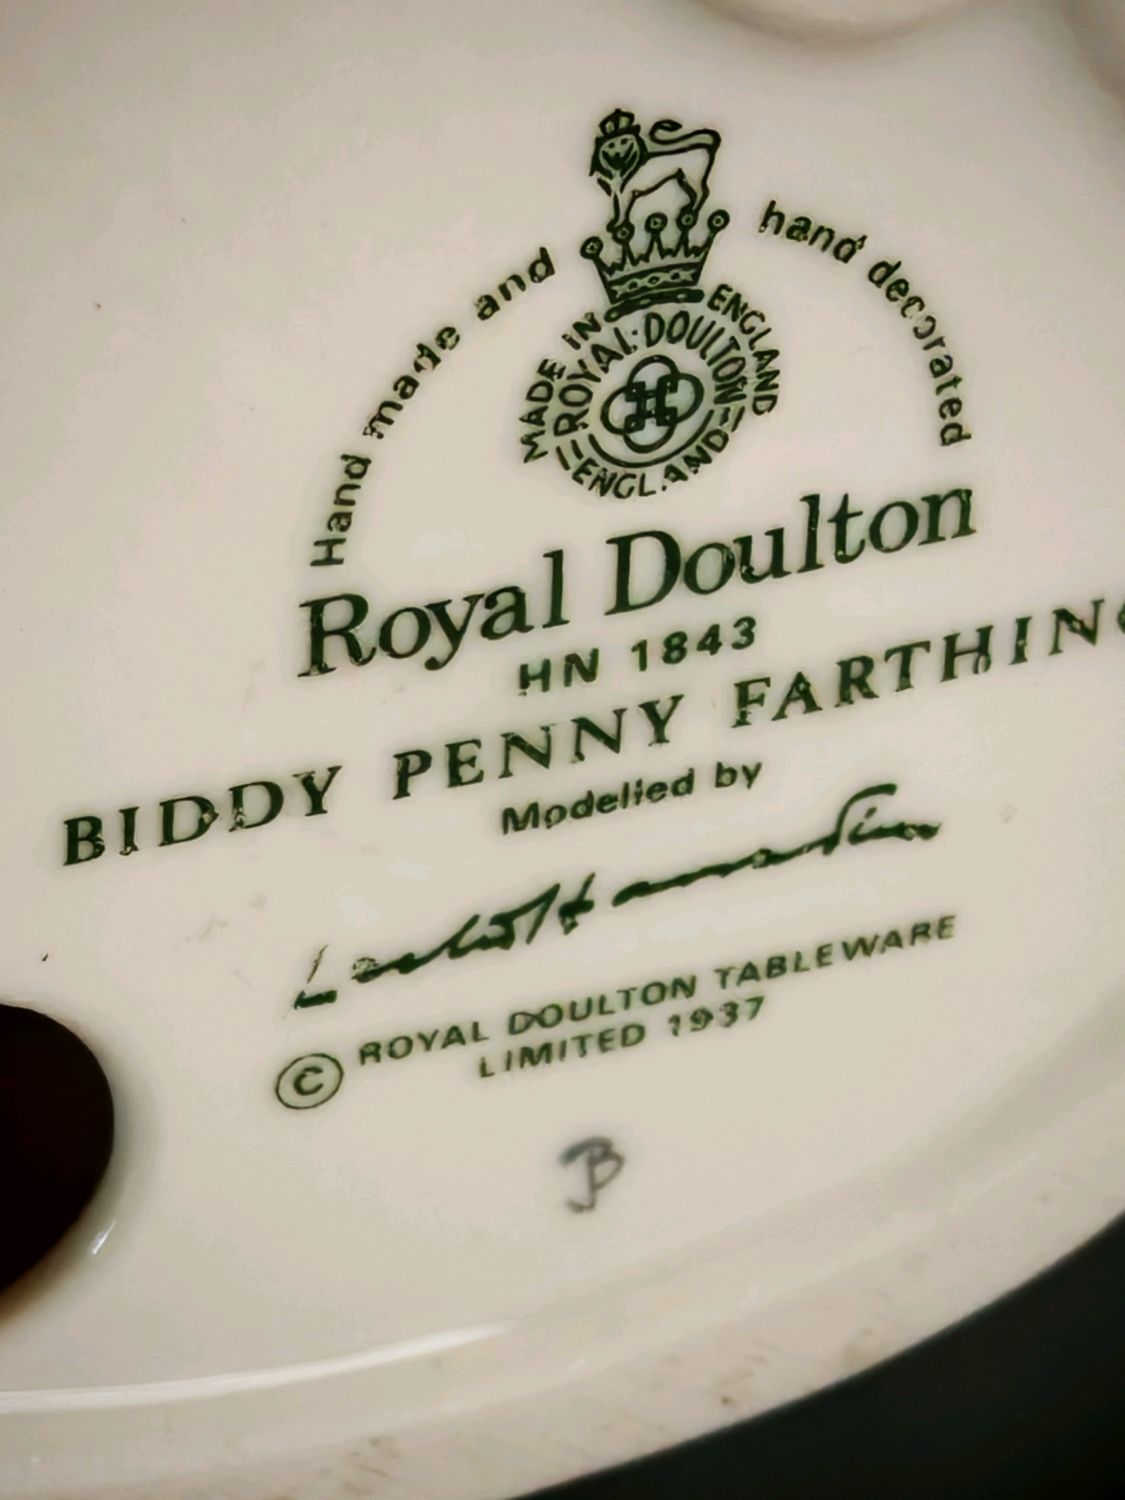 Hand made and hand decorated
MADE IN ENGLAND
ROYAL·DOULTON
ENGLAND
Royal Doulton
HN 1843
BIDDY PENNY FARTHING
Modelled by
© ROYAL DOULTON TABLEWARE
LIMITED 1937
JB